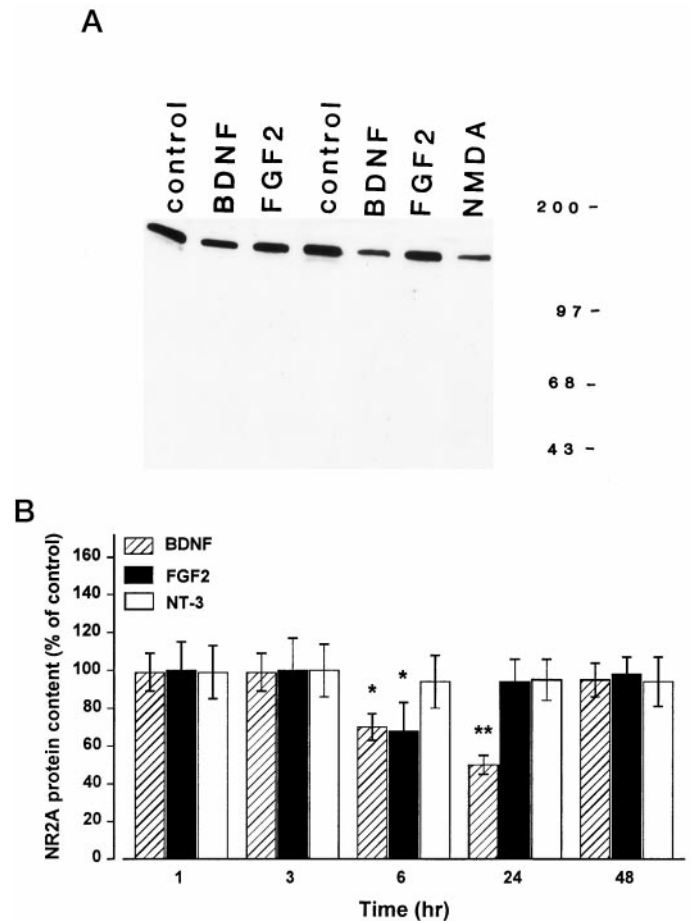 A
control BDNF FGF2 control BDNF FGF2 NMDA
200 –
97 –
68 –
43 –
B
NR2A protein content (% of control)
160
140
120
100
80
60
40
20
0
BDNF
FGF2
NT-3
* * **
1 3 6 24 48
Time (hr)